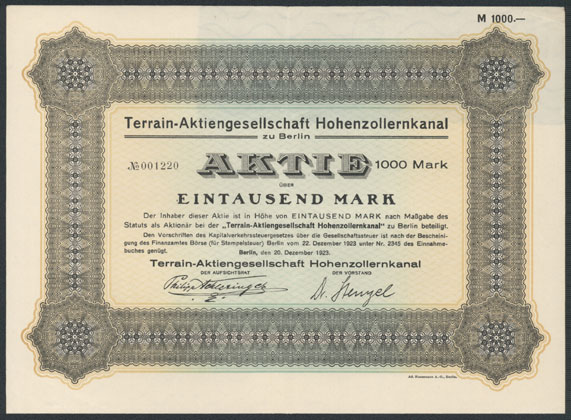 M 1000.—
Terrain-Aktiengesellschaft Hohenzollernkanal
zu Berlin
№ 001220 AKTIE 1000 Mark
ÜBER
EINTAUSEND MARK
Der Inhaber dieser Aktie ist in Höhe von EINTAUSEND MARK nach Maßgabe des
Statuts als Aktionär bei der „Terrain-Aktiengesellschaft Hohenzollernkanal" zu Berlin beteiligt.
Den Vorschriften des Kapitalverkehrsteuergesetzes über die Gesellschaftsteuer ist nach der Bescheini-
gung des Finanzamtes Börse (für Stempelsteuer) Berlin vom 22. Dezember 1923 unter Nr. 2345 des Einnahme-
buches genügt.
Berlin, den 20. Dezember 1923.
Terrain-Aktiengesellschaft Hohenzollernkanal
DER AUFSICHTSRAT DER VORSTAND
Dr. Stenzel